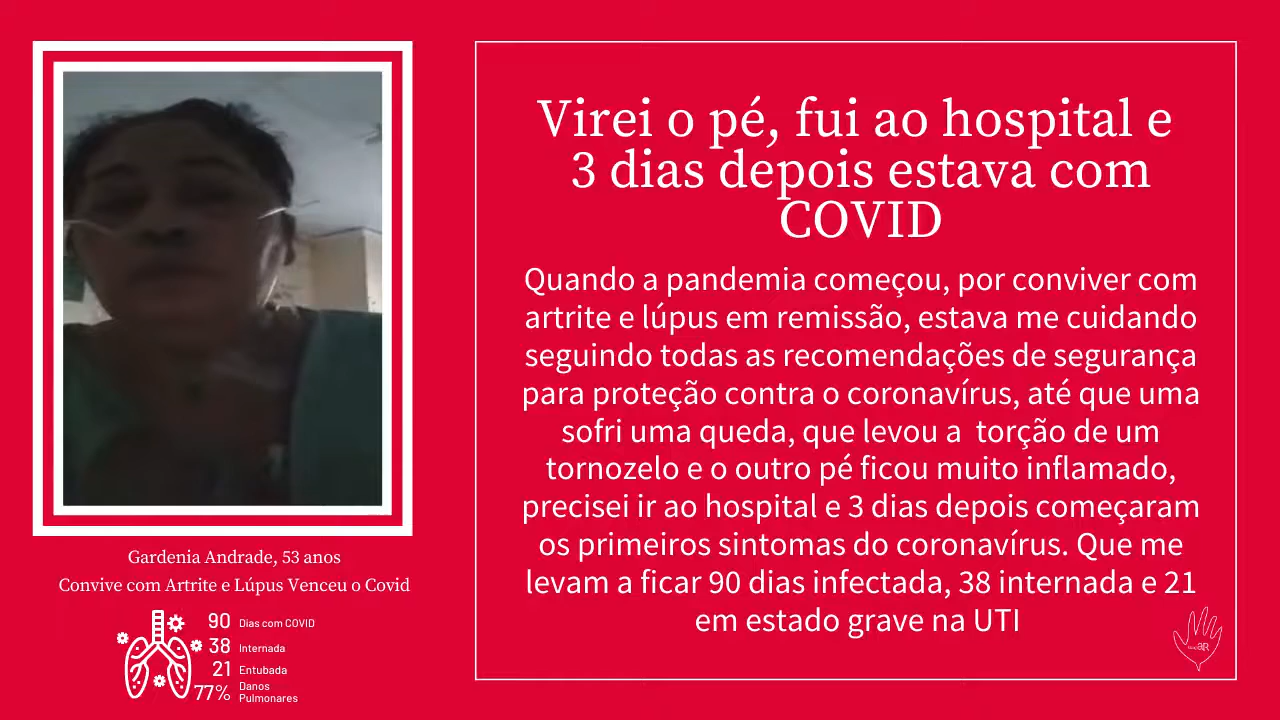 Virei o pé, fui ao hospital e
3 dias depois estava com
COVID
Quando a pandemia começou, por conviver com
artrite e lúpus em remissão, estava me cuidando
seguindo todas as recomendações de segurança
para proteção contra o coronavírus, até que uma
sofri uma queda, que levou a  torção de um
tornozelo e o outro pé ficou muito inflamado,
precisei ir ao hospital e 3 dias depois começaram
os primeiros sintomas do coronavírus. Que me
levam a ficar 90 dias infectada, 38 internada e 21
em estado grave na UTI
Gardenia Andrade, 53 anos
Convive com Artrite e Lúpus Venceu o Covid
90 Dias com COVID
38 Internada
21 Entubada
77% Danos
Pulmonares